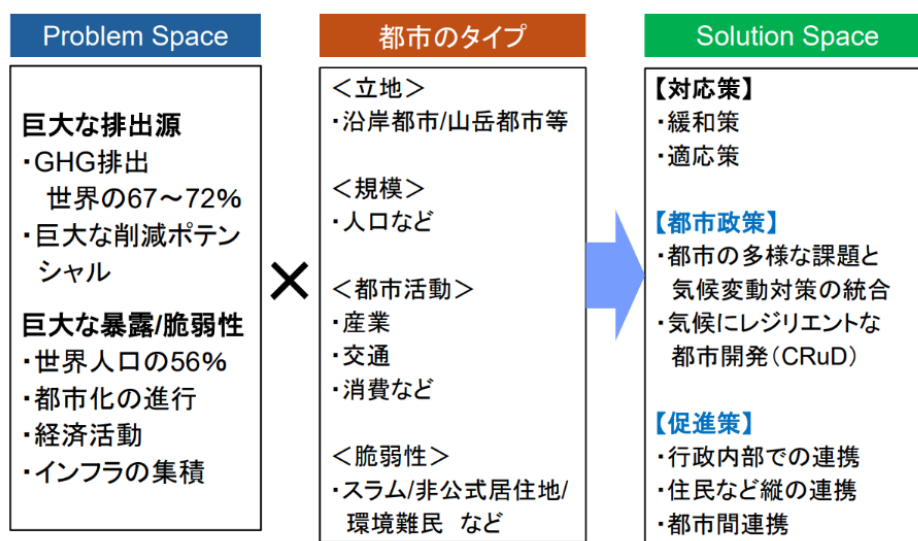 Problem Space
巨大な排出源
・GHG排出
世界の67～72%
・巨大な削減ポテン
シャル
巨大な暴露/脆弱性
・世界人口の56%
・都市化の進行
・経済活動
・インフラの集積
×
都市のタイプ
＜立地＞
・沿岸都市/山岳都市等
＜規模＞
・人口など
＜都市活動＞
・産業
・交通
・消費など
＜脆弱性＞
・スラム/非公式居住地/
環境難民 など
Solution Space
【対応策】
・緩和策
・適応策
【都市政策】
・都市の多様な課題と
気候変動対策の統合
・気候にレジリエントな
都市開発（CRuD）
【促進策】
・行政内部での連携
・住民など縦の連携
・都市間連携